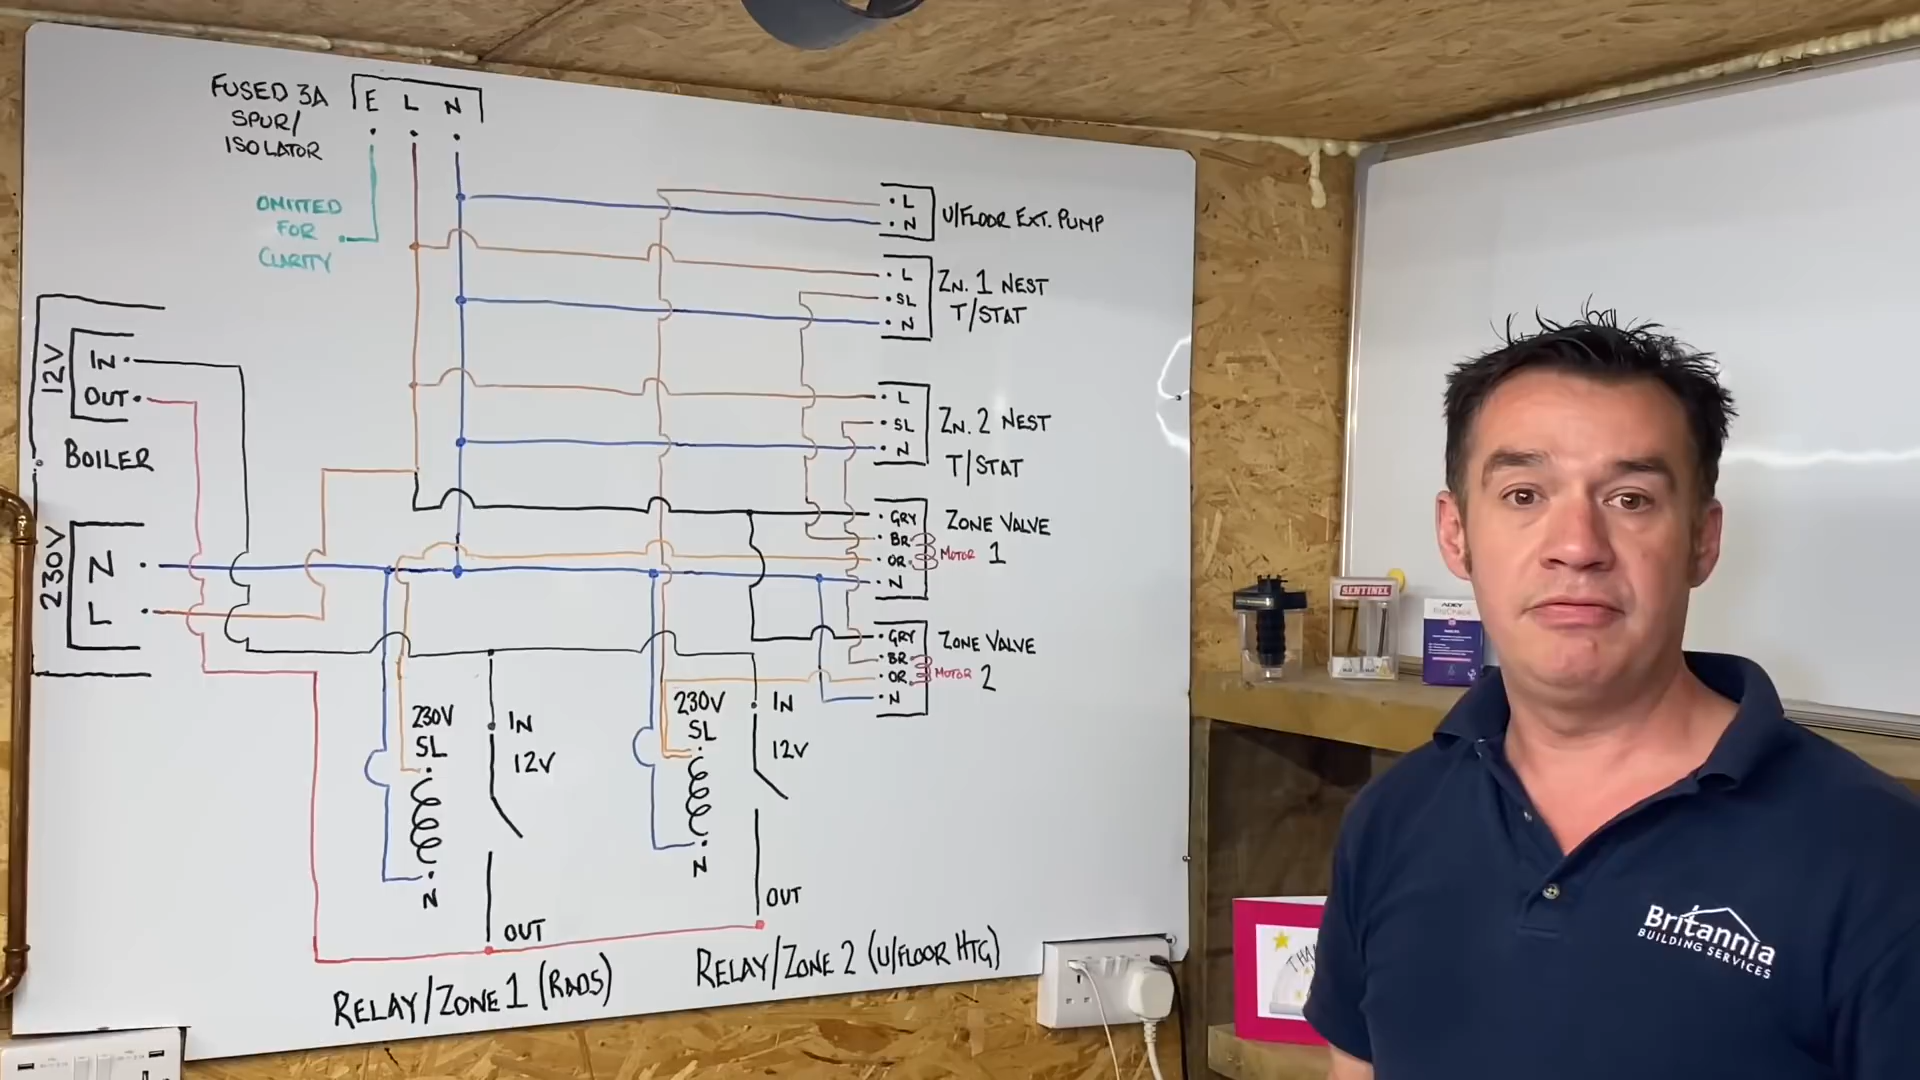 FUSED 3A
SPUR/
ISOLATOR
E L N
OMITTED
FOR
CLARITY
L
N
U/FLOOR EXT. PUMP
L
SL
N
ZN. 1 NEST
T/STAT
L
SL
N
ZN. 2 NEST
T/STAT
12V
IN
OUT
BOILER
230V
N
L
GRY
BR
OR
N
MOTOR
ZONE VALVE
1
GRY
BR
OR
N
MOTOR
ZONE VALVE
2
230V
SL
N
IN
12V
OUT
230V
SL
N
IN
12V
OUT
RELAY/ZONE 1 (RADS)
RELAY/ZONE 2 (U/FLOOR HTG)
SENTINEL
ADEY
Britannia
BUILDING SERVICES